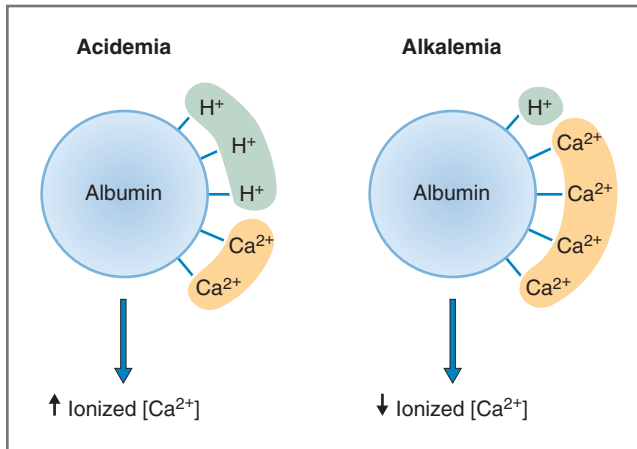 Acidemia
H⁺
H⁺
H⁺
Albumin
Ca²⁺
Ca²⁺
↑ Ionized [Ca²⁺]
Alkalemia
H⁺
Ca²⁺
Ca²⁺
Albumin
Ca²⁺
Ca²⁺
↓ Ionized [Ca²⁺]